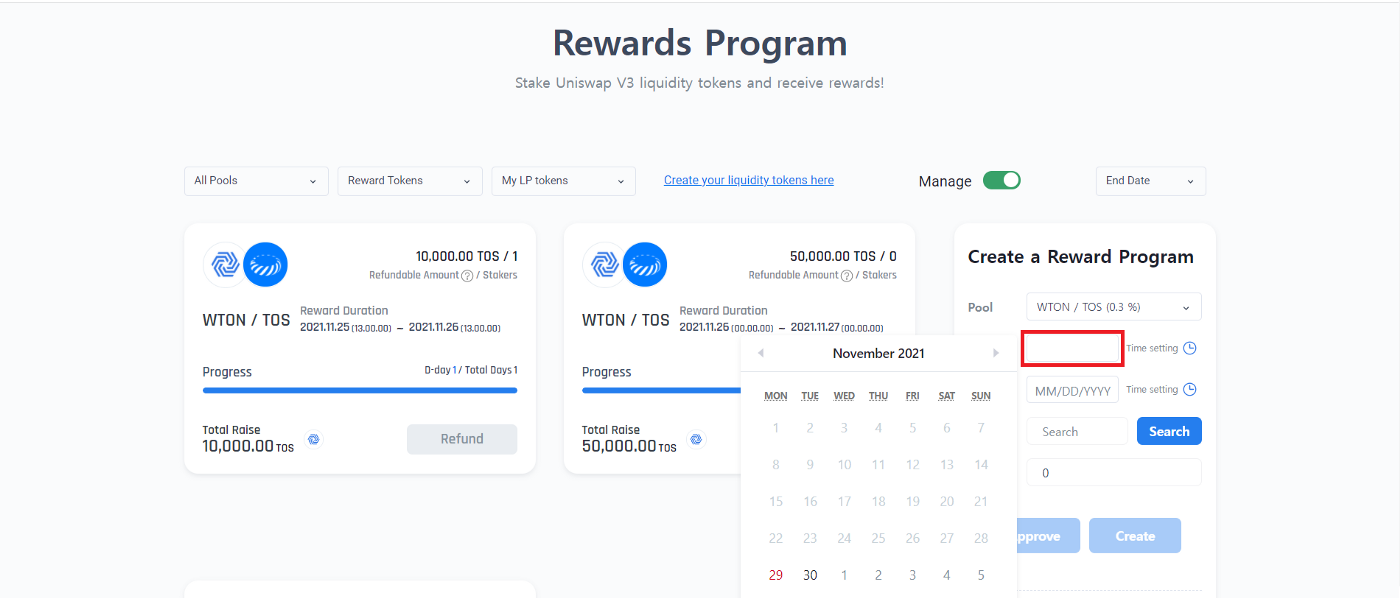 Rewards Program
Stake Uniswap V3 liquidity tokens and receive rewards!
All Pools
Reward Tokens
My LP tokens
Create your liquidity tokens here
Manage
End Date
10,000.00 TOS / 1
Refundable Amount ? / Stakers
WTON / TOS
Reward Duration
2021.11.25 (13.00.00) – 2021.11.26 (13.00.00)
Progress
D-day 1 / Total Days 1
Total Raise
10,000.00 TOS
Refund
50,000.00 TOS / 0
Refundable Amount ? / Stakers
WTON / TOS
Reward Duration
2021.11.26 (00.00.00) – 2021.11.27 (00.00.00)
Progress
Total Raise
50,000.00 TOS
November 2021
MON TUE WED THU FRI SAT SUN
1 2 3 4 5 6 7
8 9 10 11 12 13 14
15 16 17 18 19 20 21
22 23 24 25 26 27 28
29 30 1 2 3 4 5
Create a Reward Program
Pool
WTON / TOS (0.3 %)
Time setting
MM/DD/YYYY
Time setting
Search
Search
0
pprove
Create